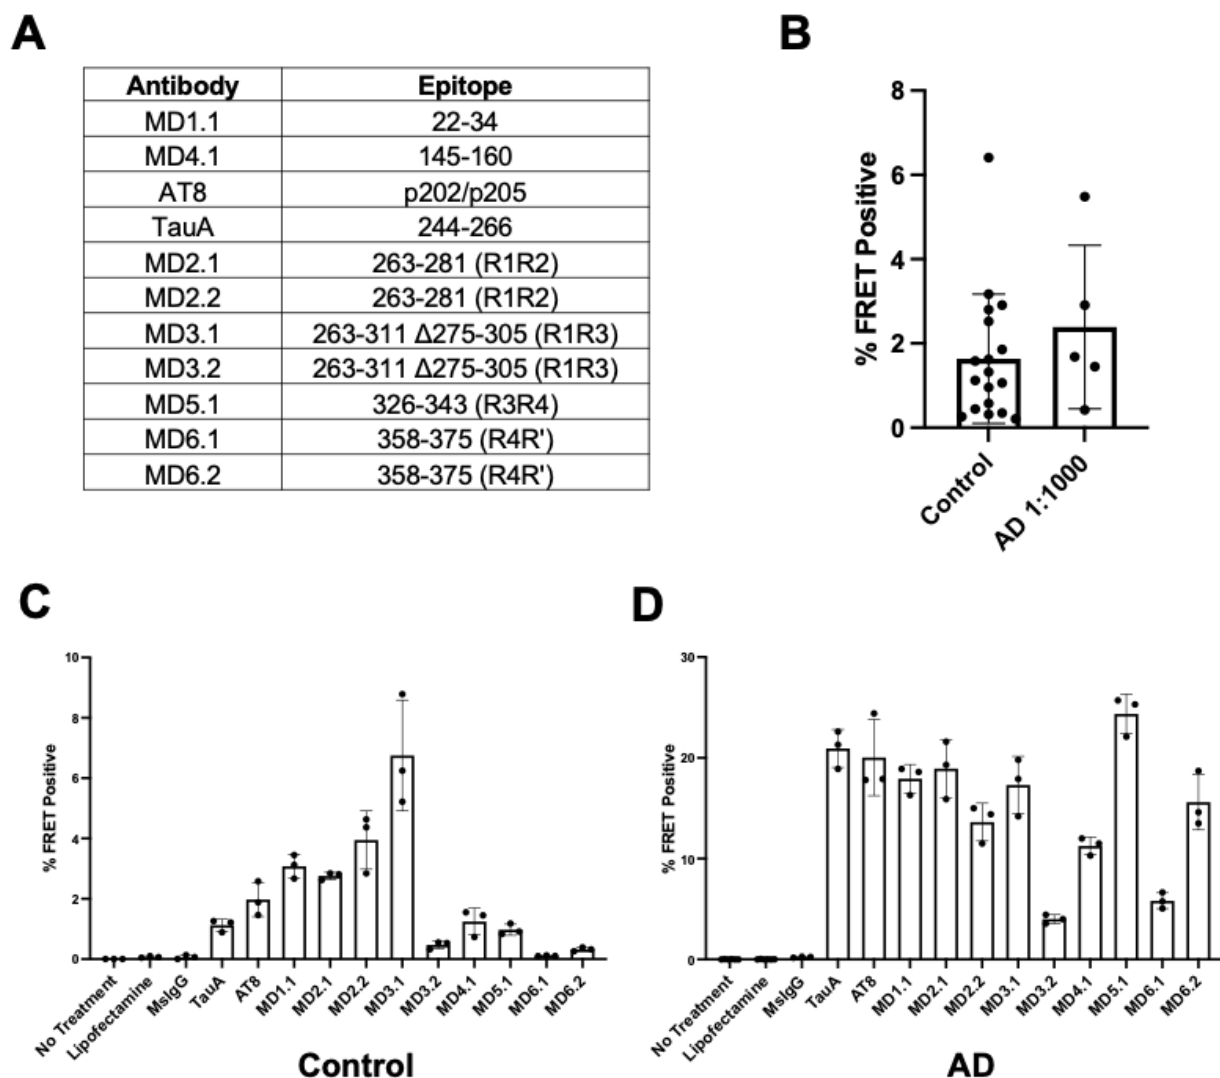 A
Antibody Epitope
MD1.1 22-34
MD4.1 145-160
AT8 p202/p205
TauA 244-266
MD2.1 263-281 (R1R2)
MD2.2 263-281 (R1R2)
MD3.1 263-311 Δ275-305 (R1R3)
MD3.2 263-311 Δ275-305 (R1R3)
MD5.1 326-343 (R3R4)
MD6.1 358-375 (R4R')
MD6.2 358-375 (R4R')
B
% FRET Positive
8
6
4
2
0
Control
AD 1:1000
C
% FRET Positive
10
8
6
4
2
0
No Treatment
Lipofectamine
MsIgG
TauA
AT8
MD1.1
MD2.1
MD2.2
MD3.1
MD3.2
MD4.1
MD5.1
MD6.1
MD6.2
Control
D
% FRET Positive
30
20
10
0
No Treatment
Lipofectamine
MsIgG
TauA
AT8
MD1.1
MD2.1
MD2.2
MD3.1
MD3.2
MD4.1
MD5.1
MD6.1
MD6.2
AD